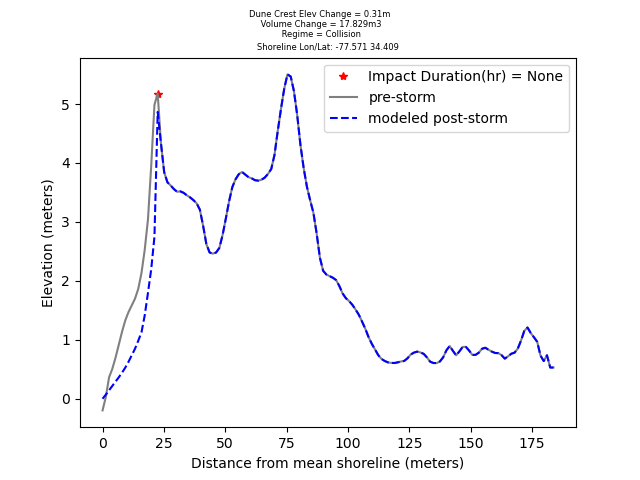 Dune Crest Elev Change = 0.31m
Volume Change = 17.829m3
Regime = Collision
Shoreline Lon/Lat: -77.571 34.409
Impact Duration(hr) = None
pre-storm
modeled post-storm
Elevation (meters)
5
4
3
2
1
0
0 25 50 75 100 125 150 175
Distance from mean shoreline (meters)